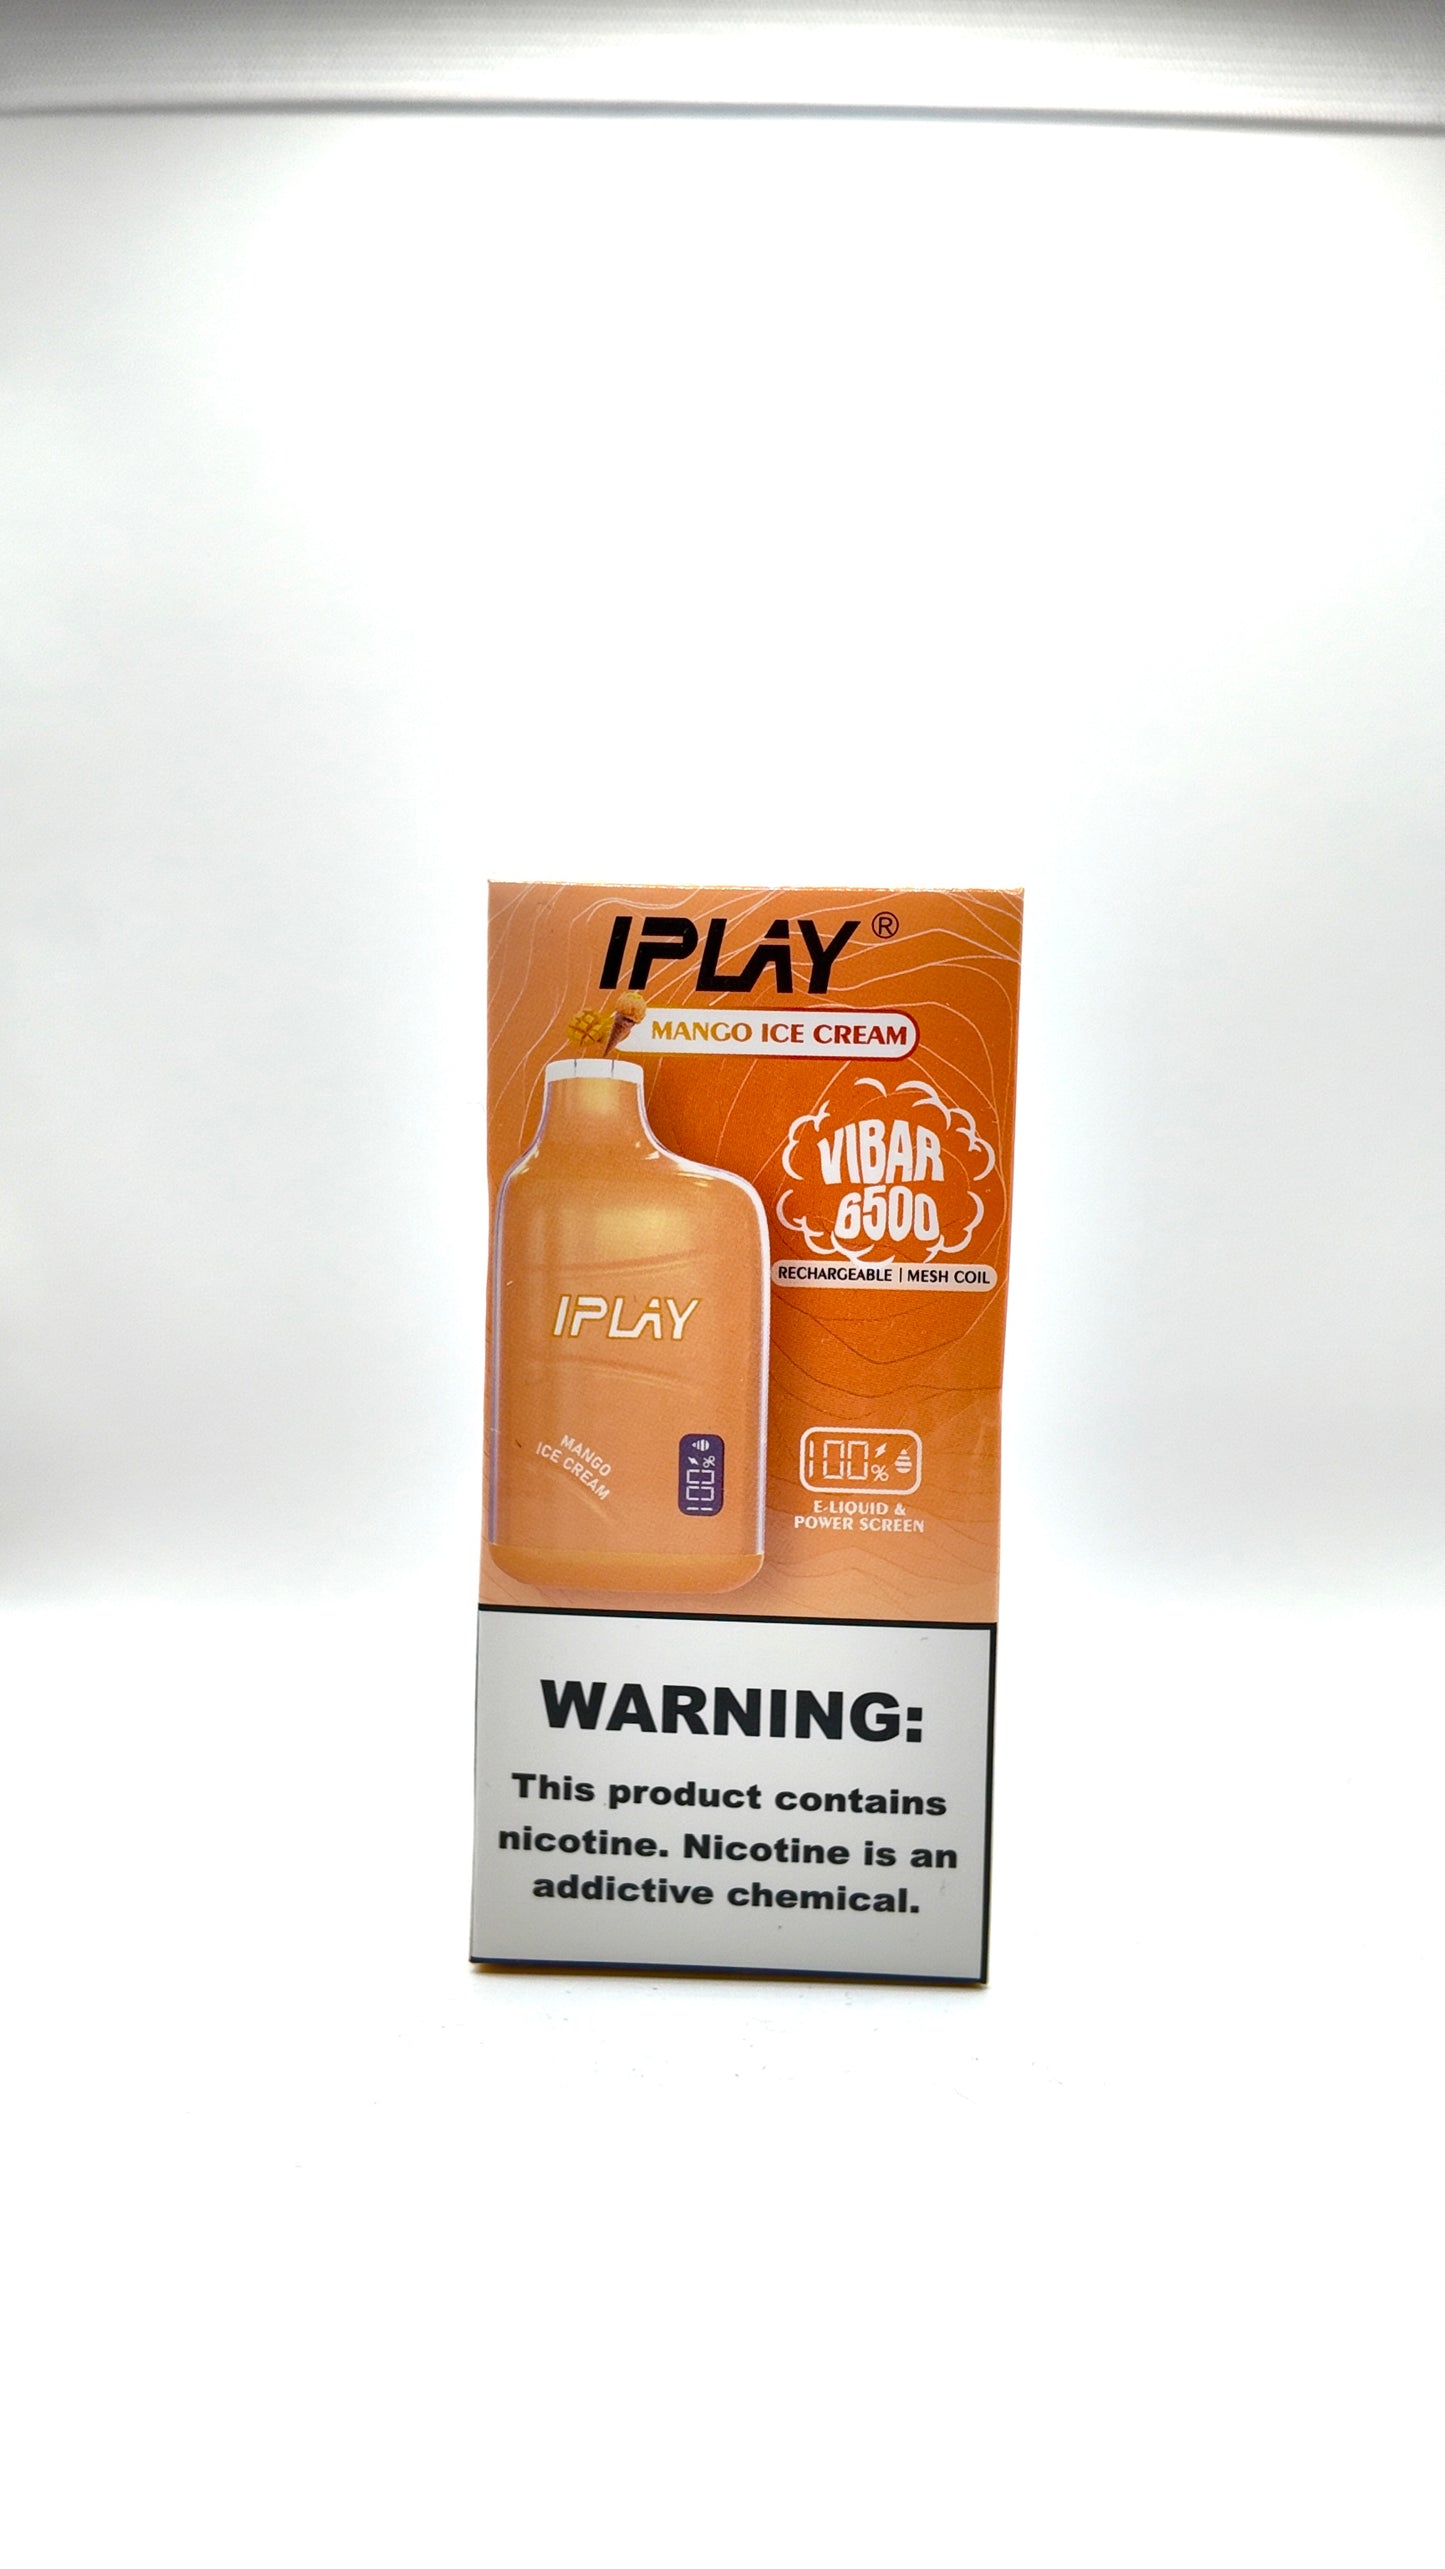 IPLAY®
MANGO ICE CREAM
VIBAR
6500
RECHARGEABLE | MESH COIL
IPLAY
MANGO
ICE CREAM
100%
100%
E-LIQUID &
POWER SCREEN
WARNING:
This product contains
nicotine. Nicotine is an
addictive chemical.